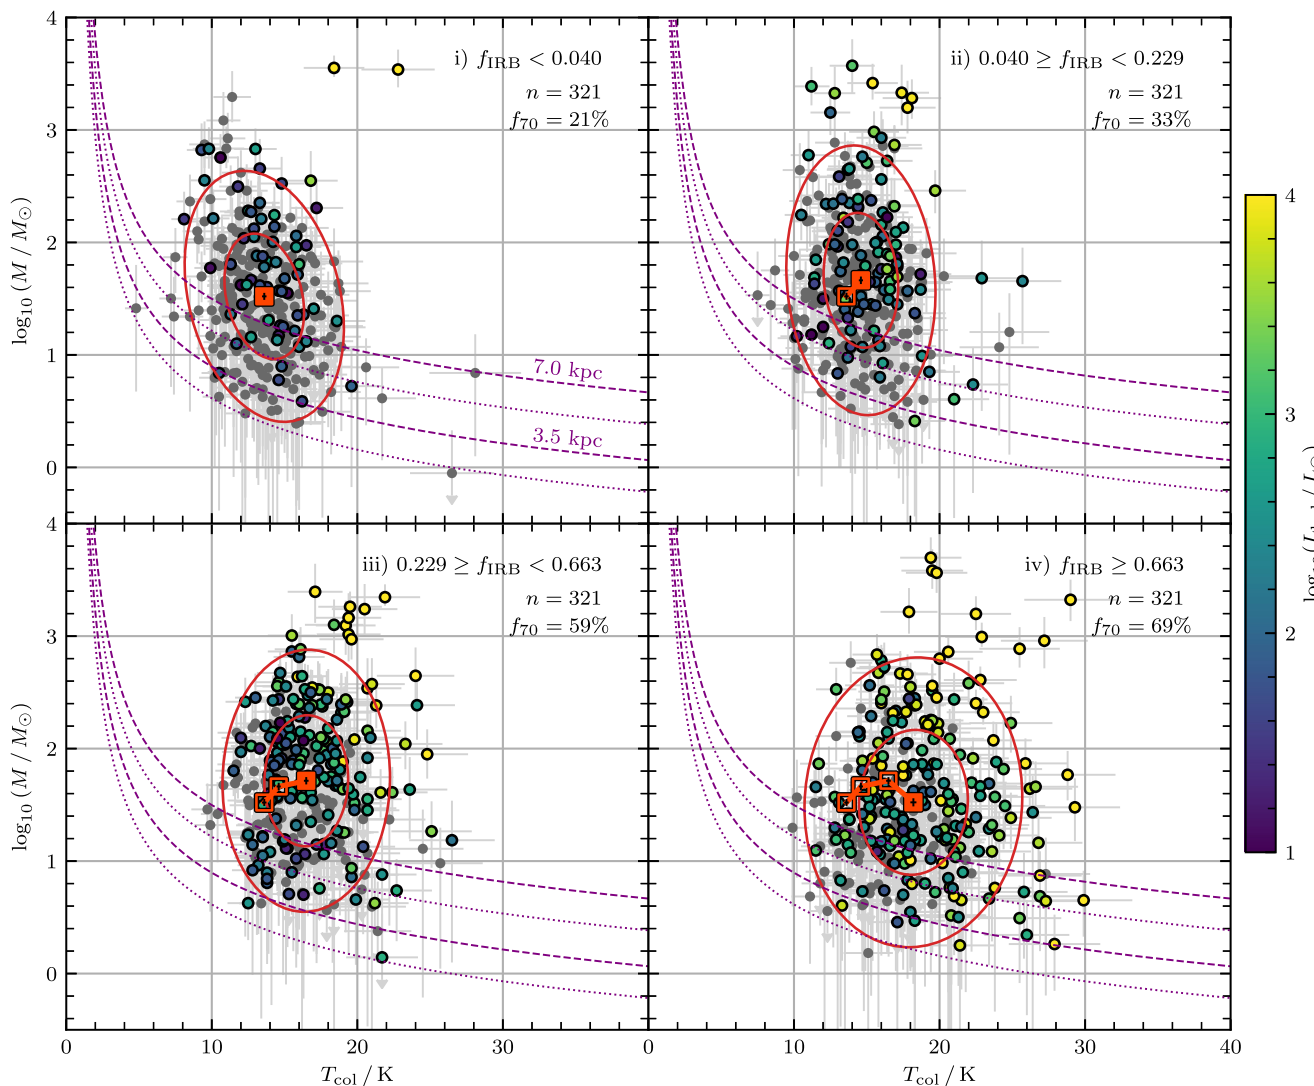 i) f_IRB < 0.040
n = 321
f_70 = 21%
7.0 kpc
3.5 kpc
ii) 0.040 ≥ f_IRB < 0.229
n = 321
f_70 = 33%
iii) 0.229 ≥ f_IRB < 0.663
n = 321
f_70 = 59%
iv) f_IRB ≥ 0.663
n = 321
f_70 = 69%
log₁₀ (M / M_⊙)
4
3
2
1
0
log₁₀ (M / M_⊙)
4
3
2
1
0
0
10
20
30
0
10
20
30
40
T_col / K
T_col / K
4
3
2
1